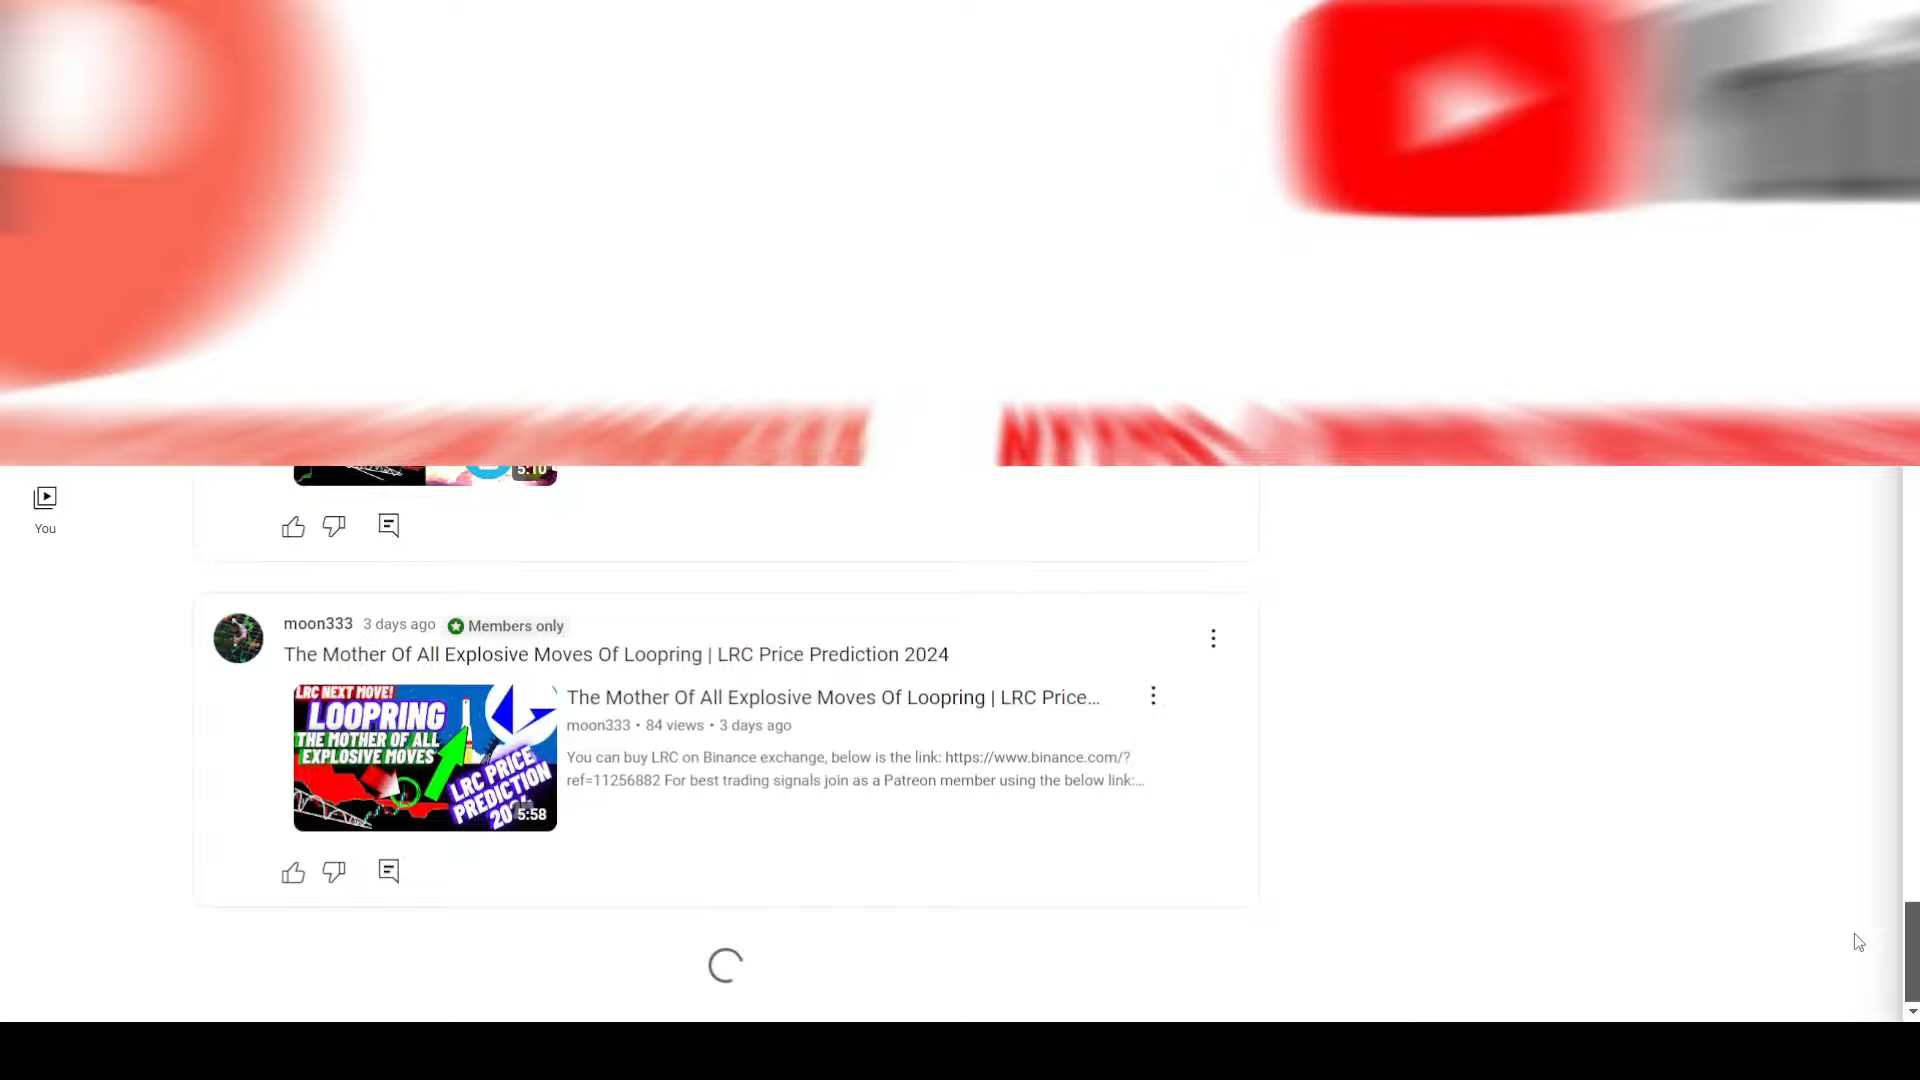 5:10
You
moon333 3 days ago Members only
The Mother Of All Explosive Moves Of Loopring | LRC Price Prediction 2024
LRC NEXT MOVE!
LOOPRING
THE MOTHER OF ALL
EXPLOSIVE MOVES
LRC PRICE
PREDICTION
5:58
The Mother Of All Explosive Moves Of Loopring | LRC Price...
moon333 • 84 views • 3 days ago
You can buy LRC on Binance exchange, below is the link: https://www.binance.com/?
ref=11256882 For best trading signals join as a Patreon member using the below link:...